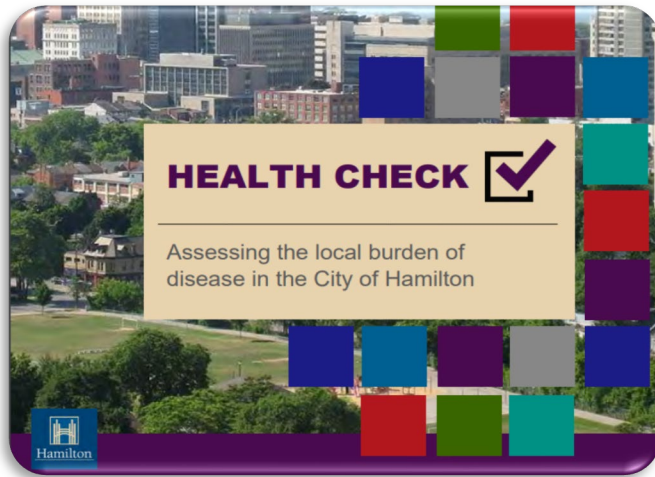 HEALTH CHECK
Assessing the local burden of
disease in the City of Hamilton
Hamilton